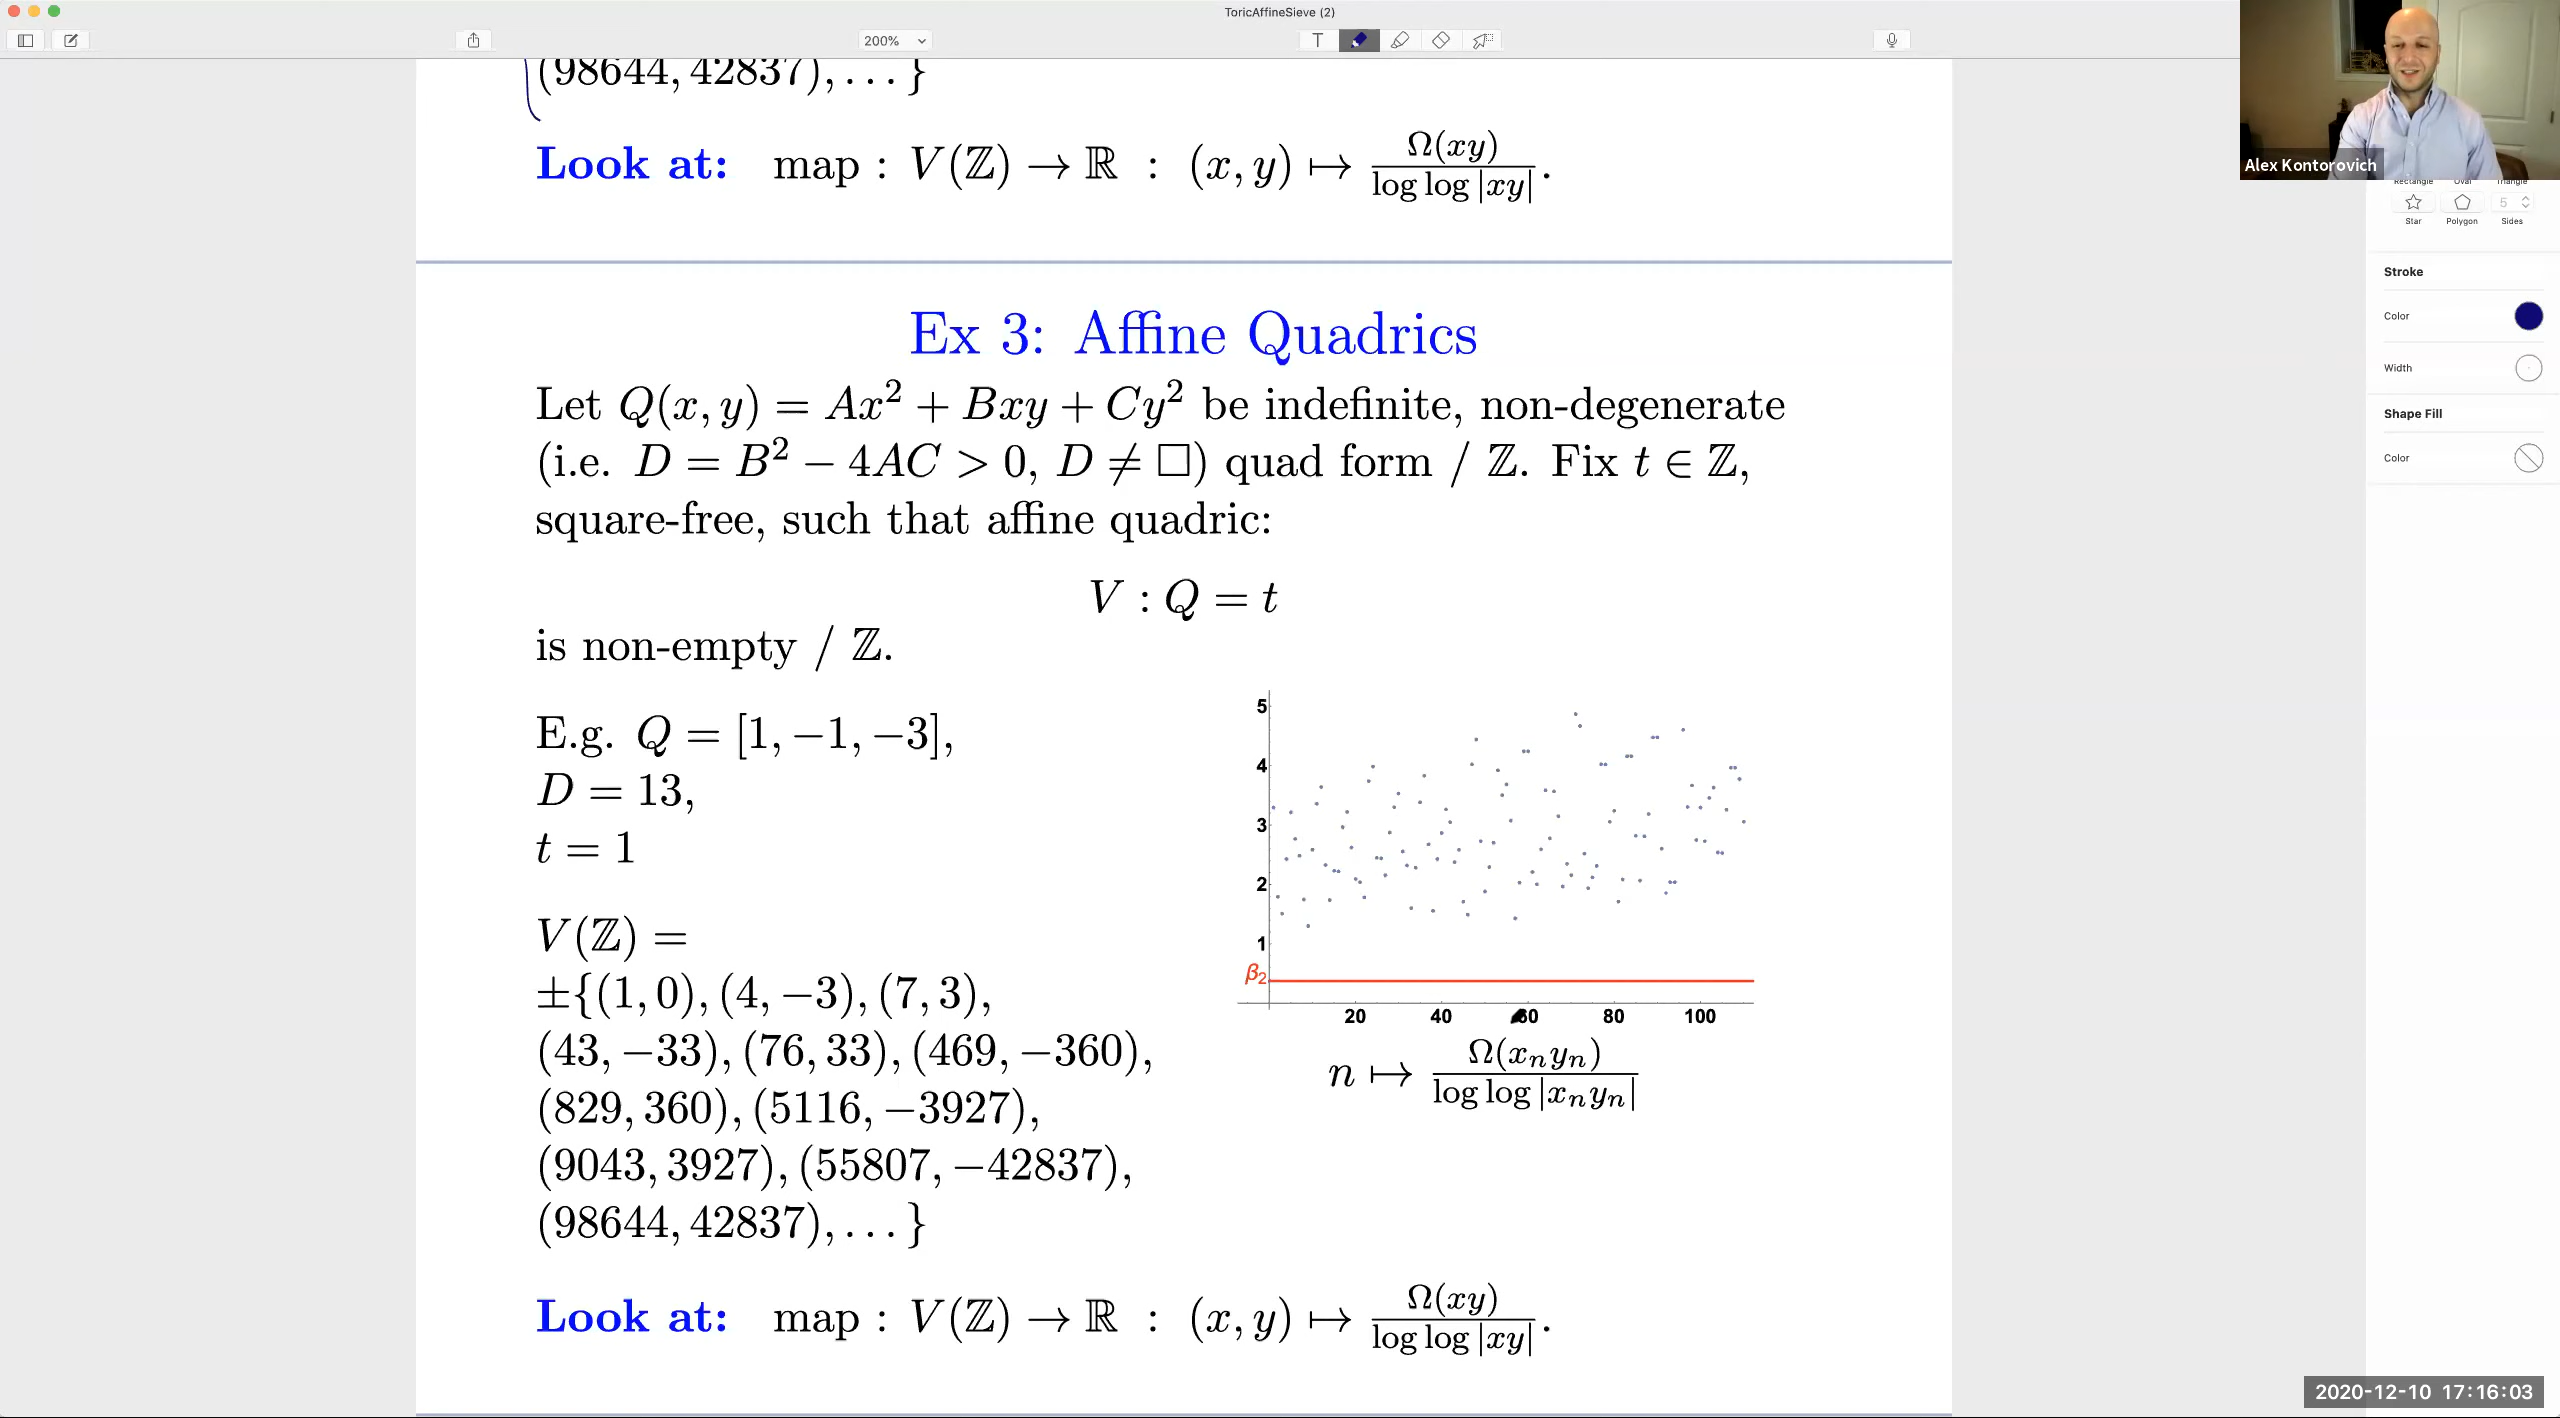 ToricAffineSieve (2)
200%
T
Alex Kontorovich
Rectangle Oval Triangle
5
Star Polygon Sides
Stroke
Color
Width
Shape Fill
Color
(98644, 42837), . . . }
Look at: map : V(ℤ) → ℝ : (x, y) ↦ Ω(xy) / log log |xy| .
Ex 3: Affine Quadrics
Let Q(x, y) = Ax² + Bxy + Cy² be indefinite, non-degenerate
(i.e. D = B² − 4AC > 0, D ≠ □) quad form / ℤ. Fix t ∈ ℤ,
square-free, such that affine quadric:
V : Q = t
is non-empty / ℤ.
E.g. Q = [1, −1, −3],
D = 13,
t = 1
V(ℤ) =
±{(1, 0), (4, −3), (7, 3),
(43, −33), (76, 33), (469, −360),
(829, 360), (5116, −3927),
(9043, 3927), (55807, −42837),
(98644, 42837), . . . }
5
4
3
2
1
β₂
20 40 60 80 100
n ↦ Ω(xₙyₙ) / log log |xₙyₙ|
Look at: map : V(ℤ) → ℝ : (x, y) ↦ Ω(xy) / log log |xy| .
2020-12-10 17:16:03